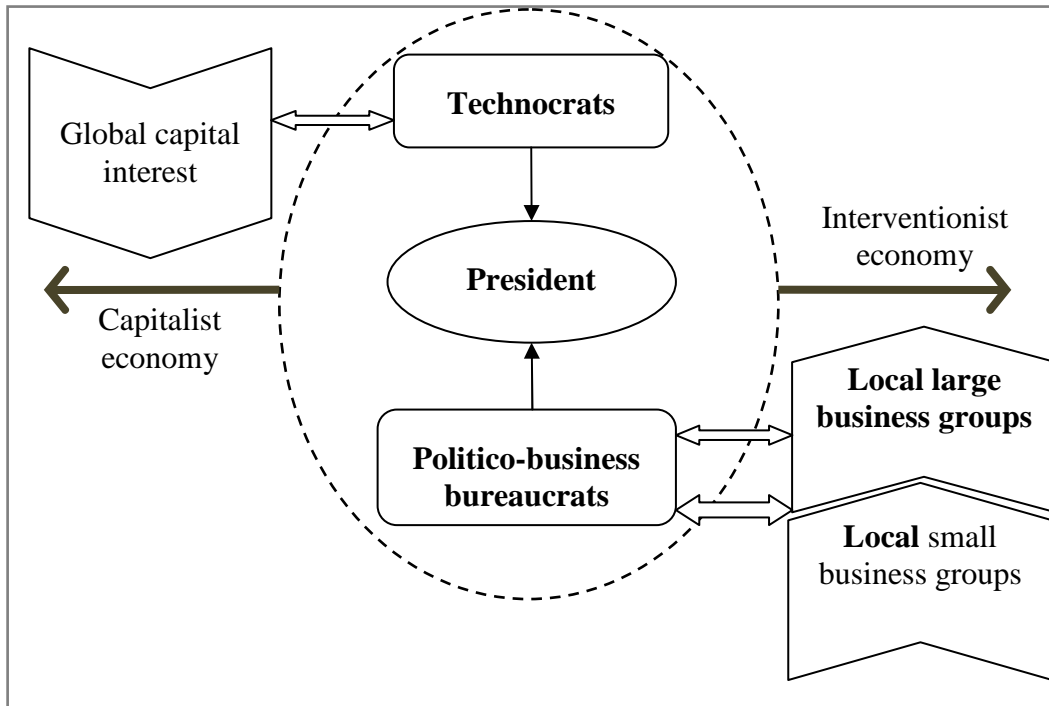 Technocrats
Global capital
interest
Interventionist
economy
President
Capitalist
economy
Local large
business groups
Politico-business
bureaucrats
Local small
business groups